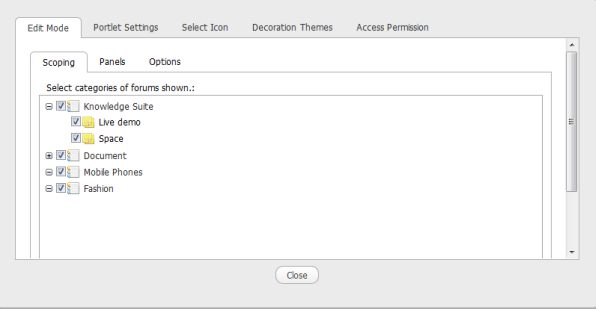 Edit Mode Portlet Settings Select Icon Decoration Themes Access Permission
Scoping Panels Options
Select categories of forums shown.:
Knowledge Suite
Live demo
Space
Document
Mobile Phones
Fashion
Close